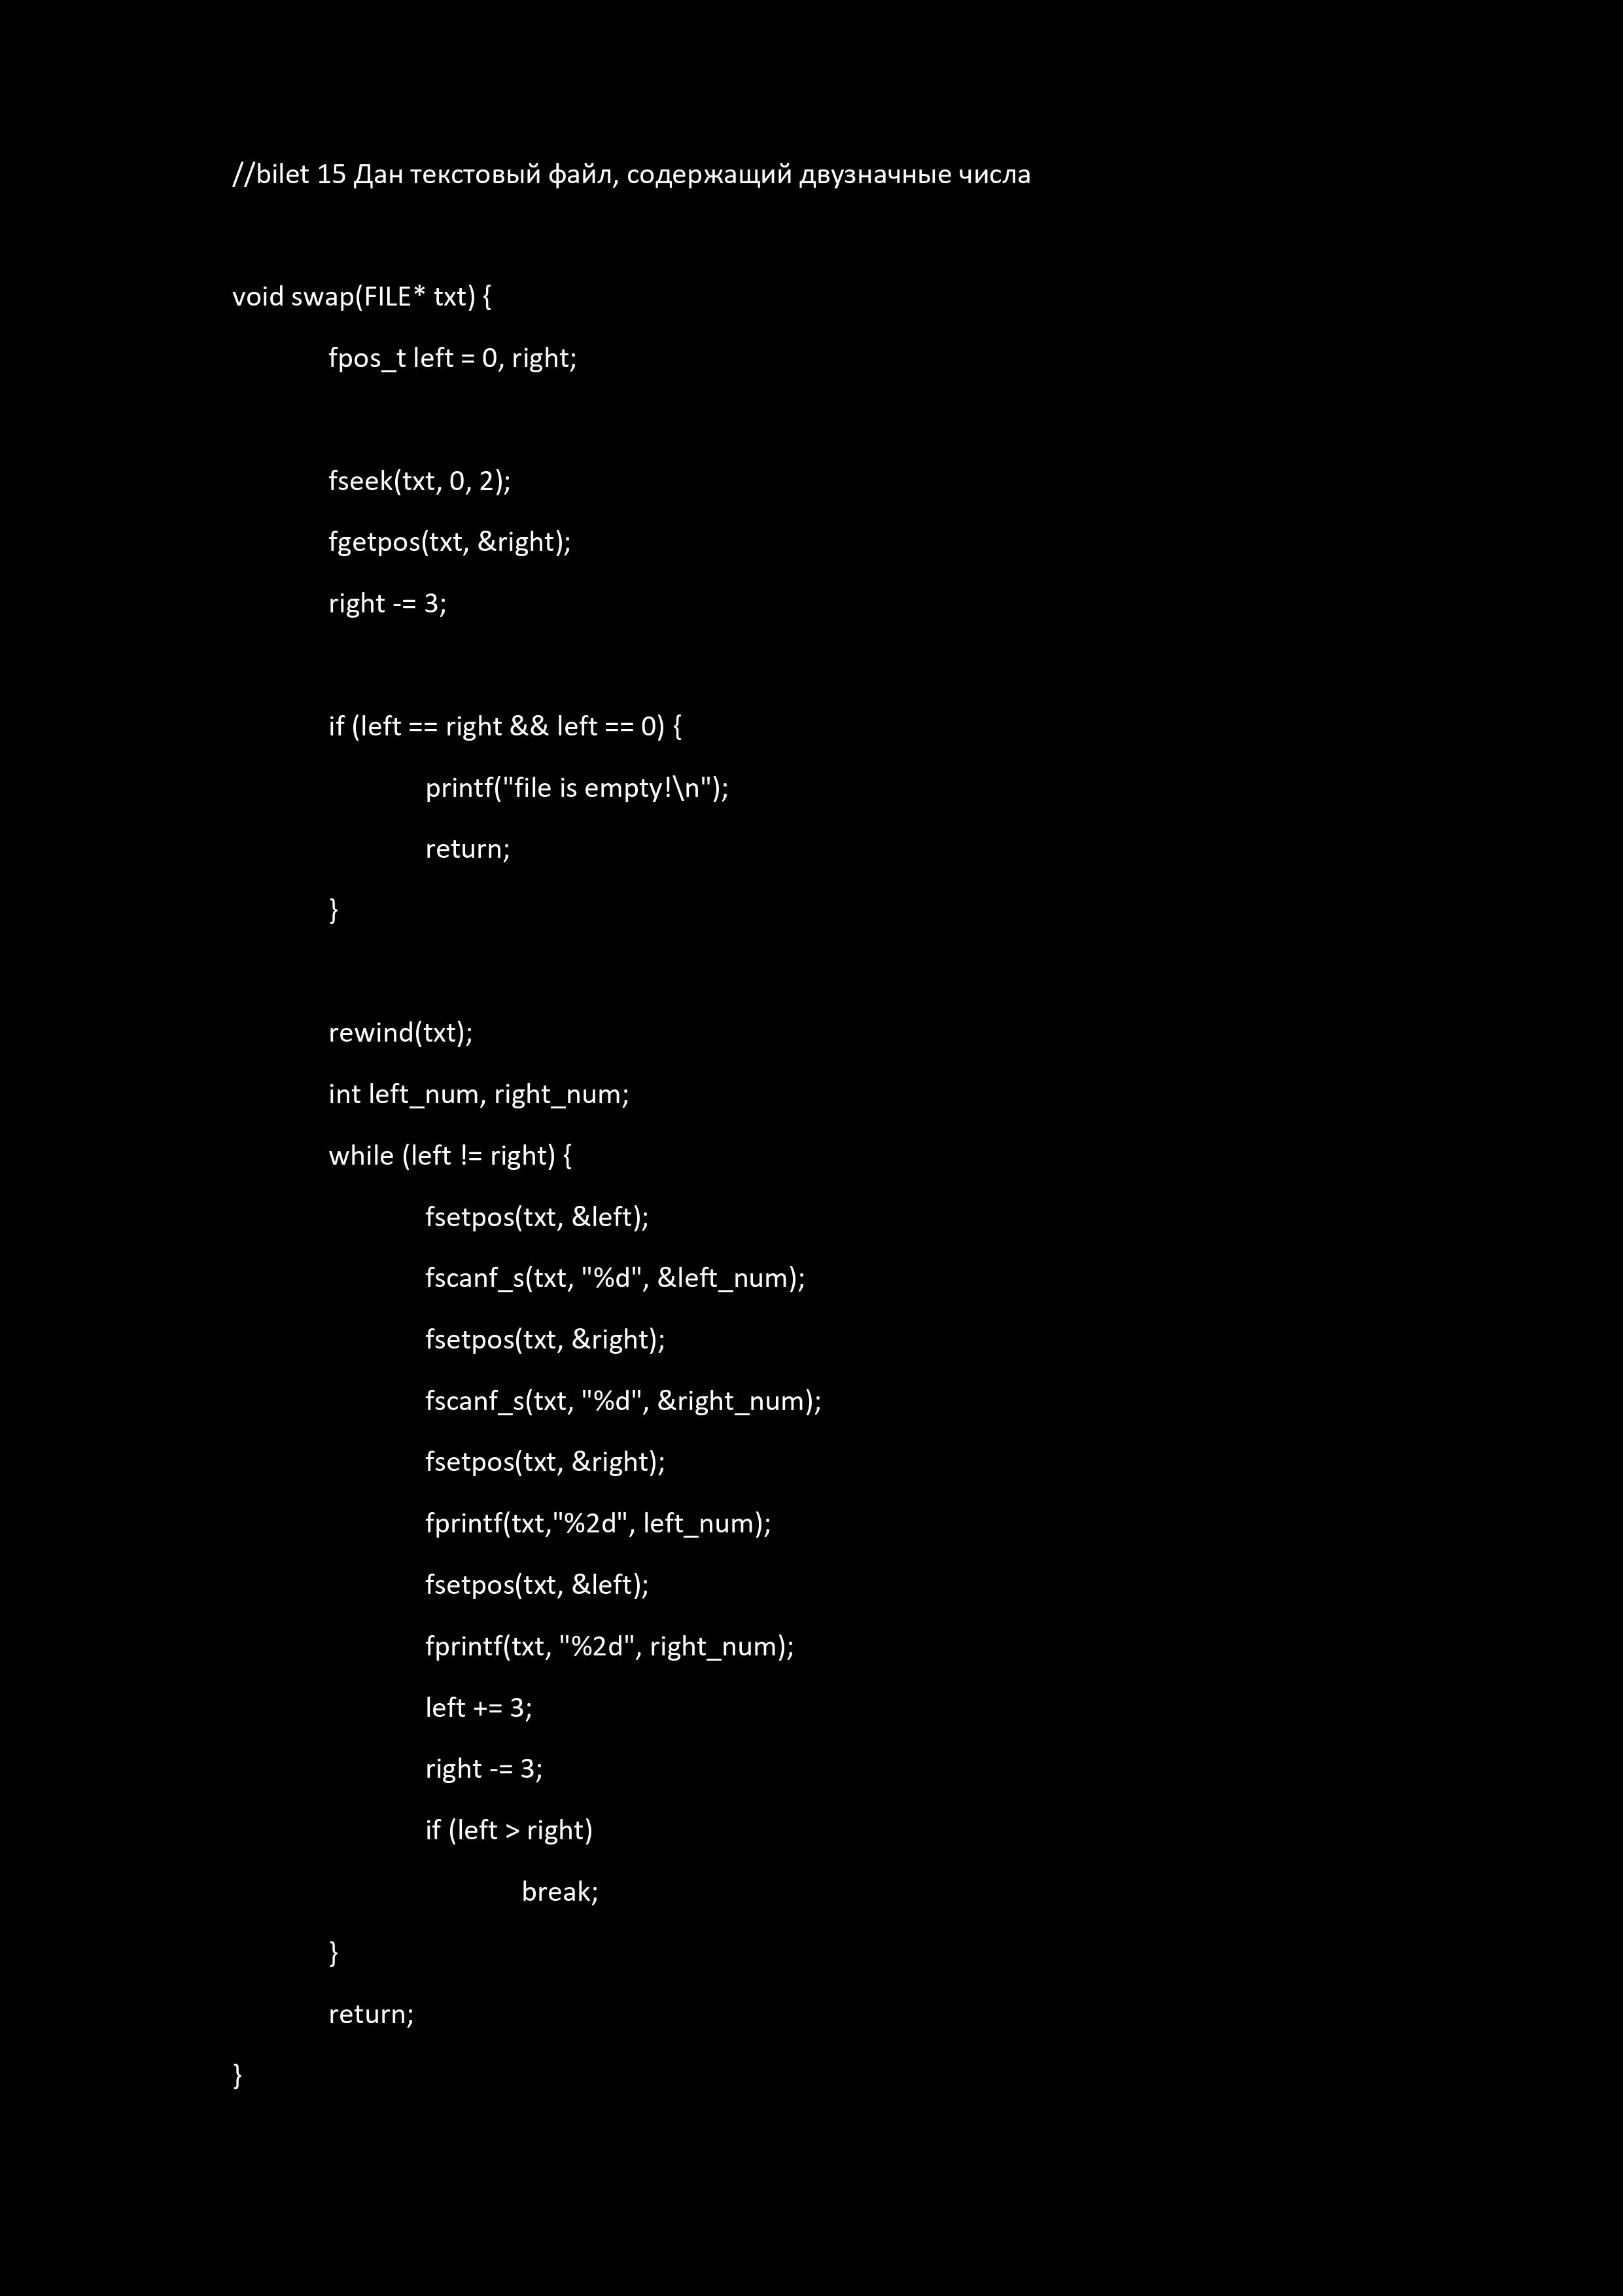 //bilet 15 Дан текстовый файл, содержащий двузначные числа
void swap(FILE* txt) {
fpos_t left = 0, right;
fseek(txt, 0, 2);
fgetpos(txt, &right);
right -= 3;
if (left == right && left == 0) {
printf("file is empty!\n");
return;
}
rewind(txt);
int left_num, right_num;
while (left != right) {
fsetpos(txt, &left);
fscanf_s(txt, "%d", &left_num);
fsetpos(txt, &right);
fscanf_s(txt, "%d", &right_num);
fsetpos(txt, &right);
fprintf(txt,"%2d", left_num);
fsetpos(txt, &left);
fprintf(txt, "%2d", right_num);
left += 3;
right -= 3;
if (left > right)
break;
}
return;
}